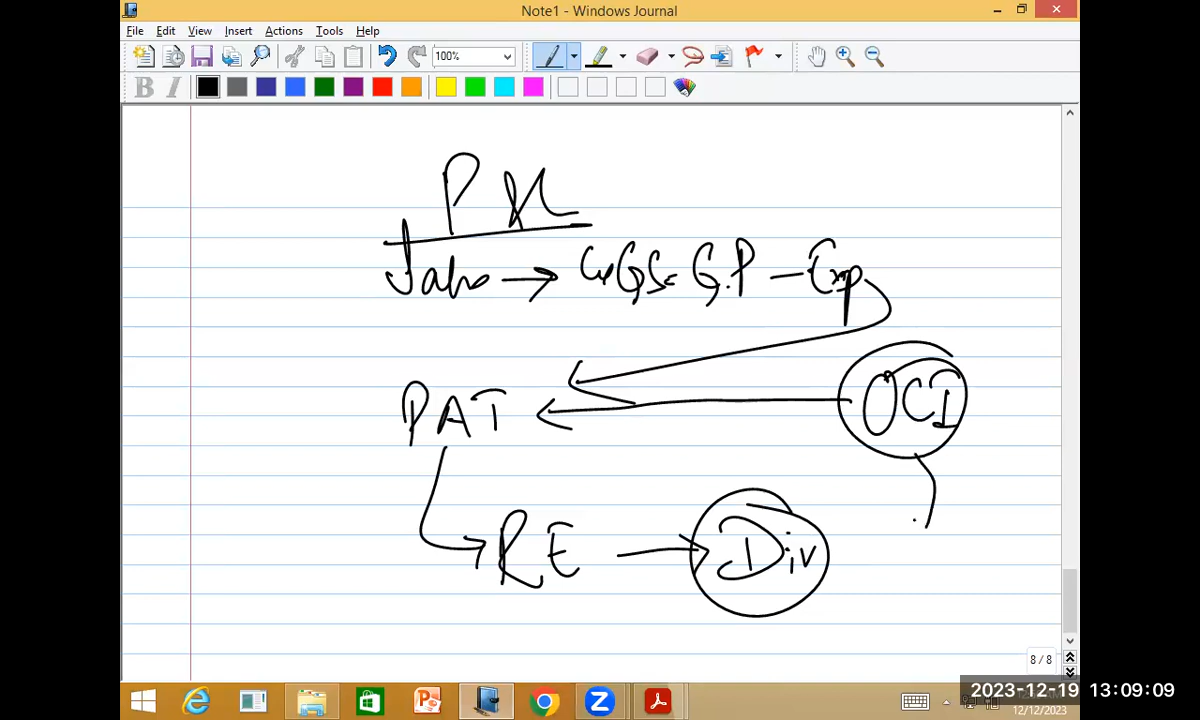 Note1 - Windows Journal
File Edit View Insert Actions Tools Help
100%
B I
P &L
Sales → COGS = G.P — Exp
PAT
OCI
RE → Div
8 / 8
2023-12-19 13:09:09
12/12/2023